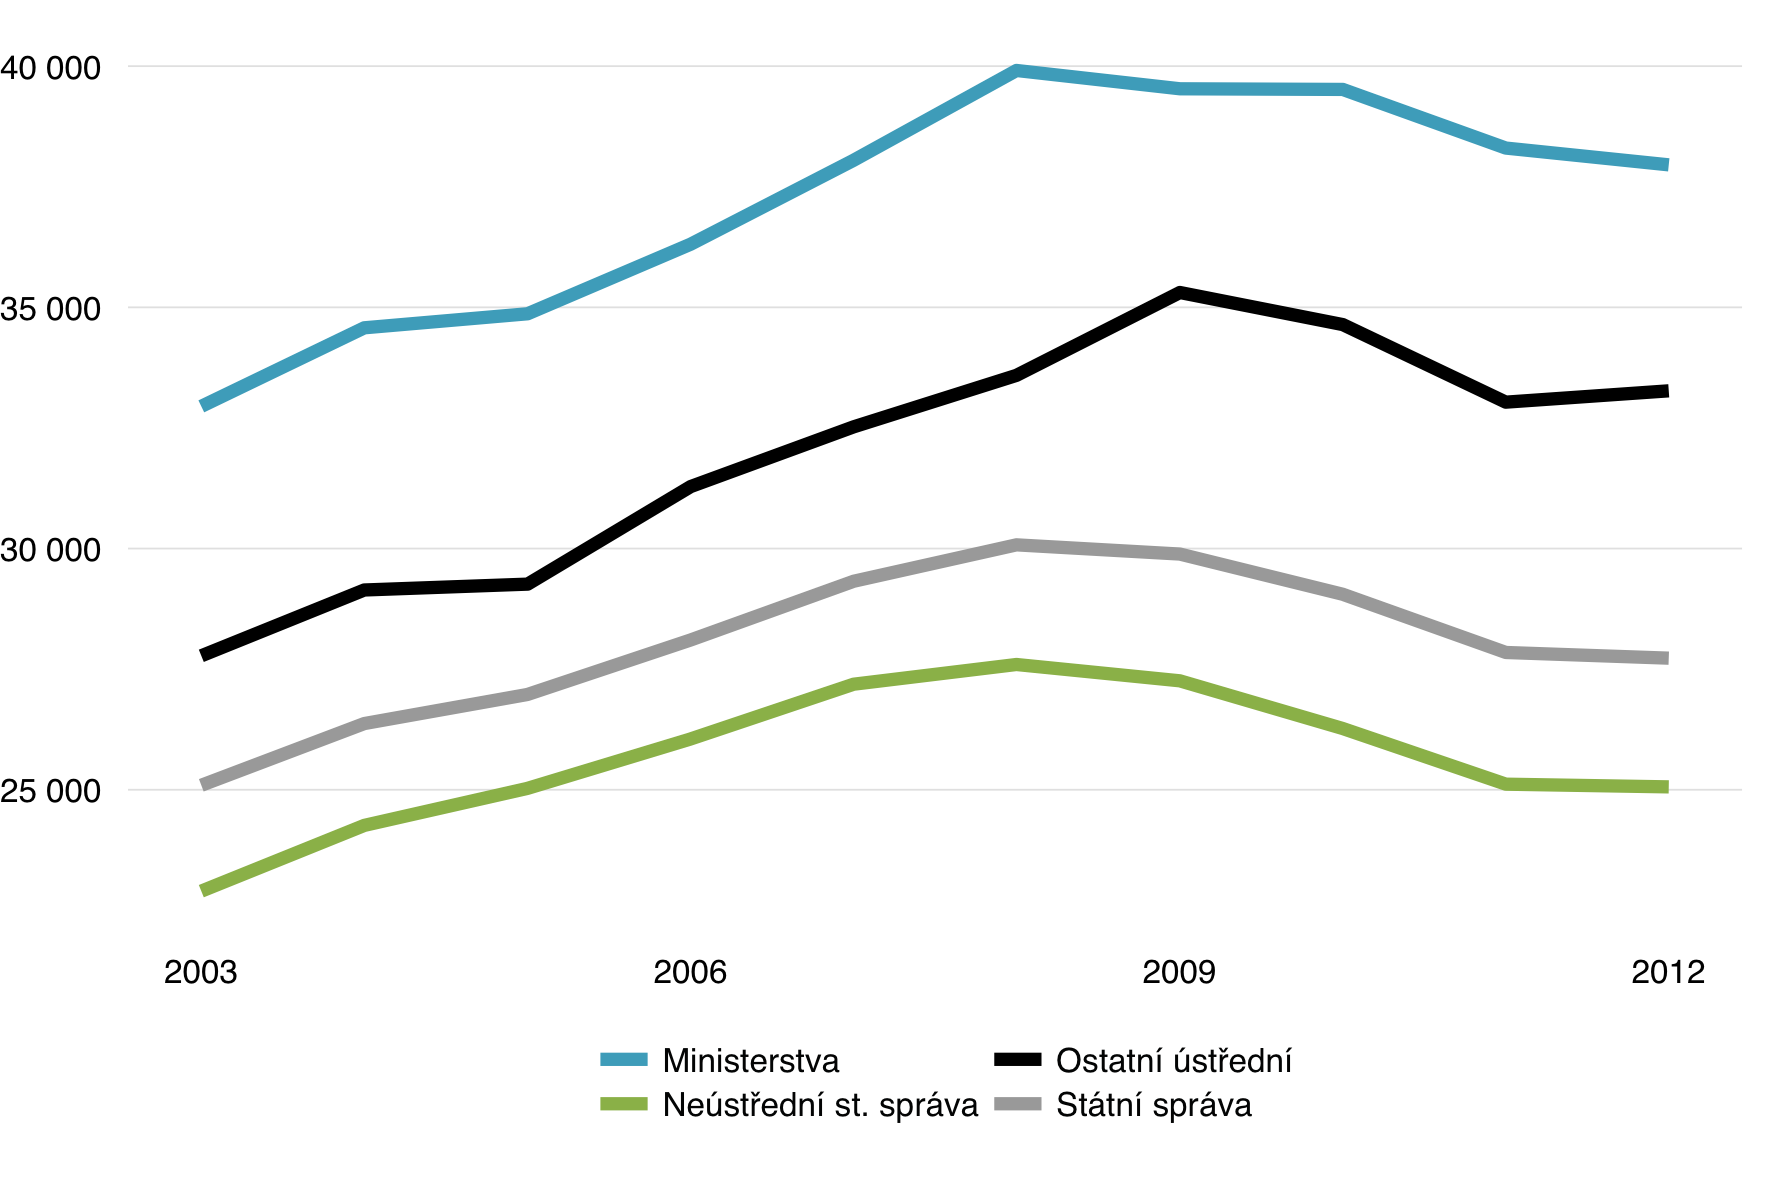 40 000
35 000
30 000
25 000
2003 2006 2009 2012
Ministerstva Ostatní ústřední
Neústřední st. správa Státní správa